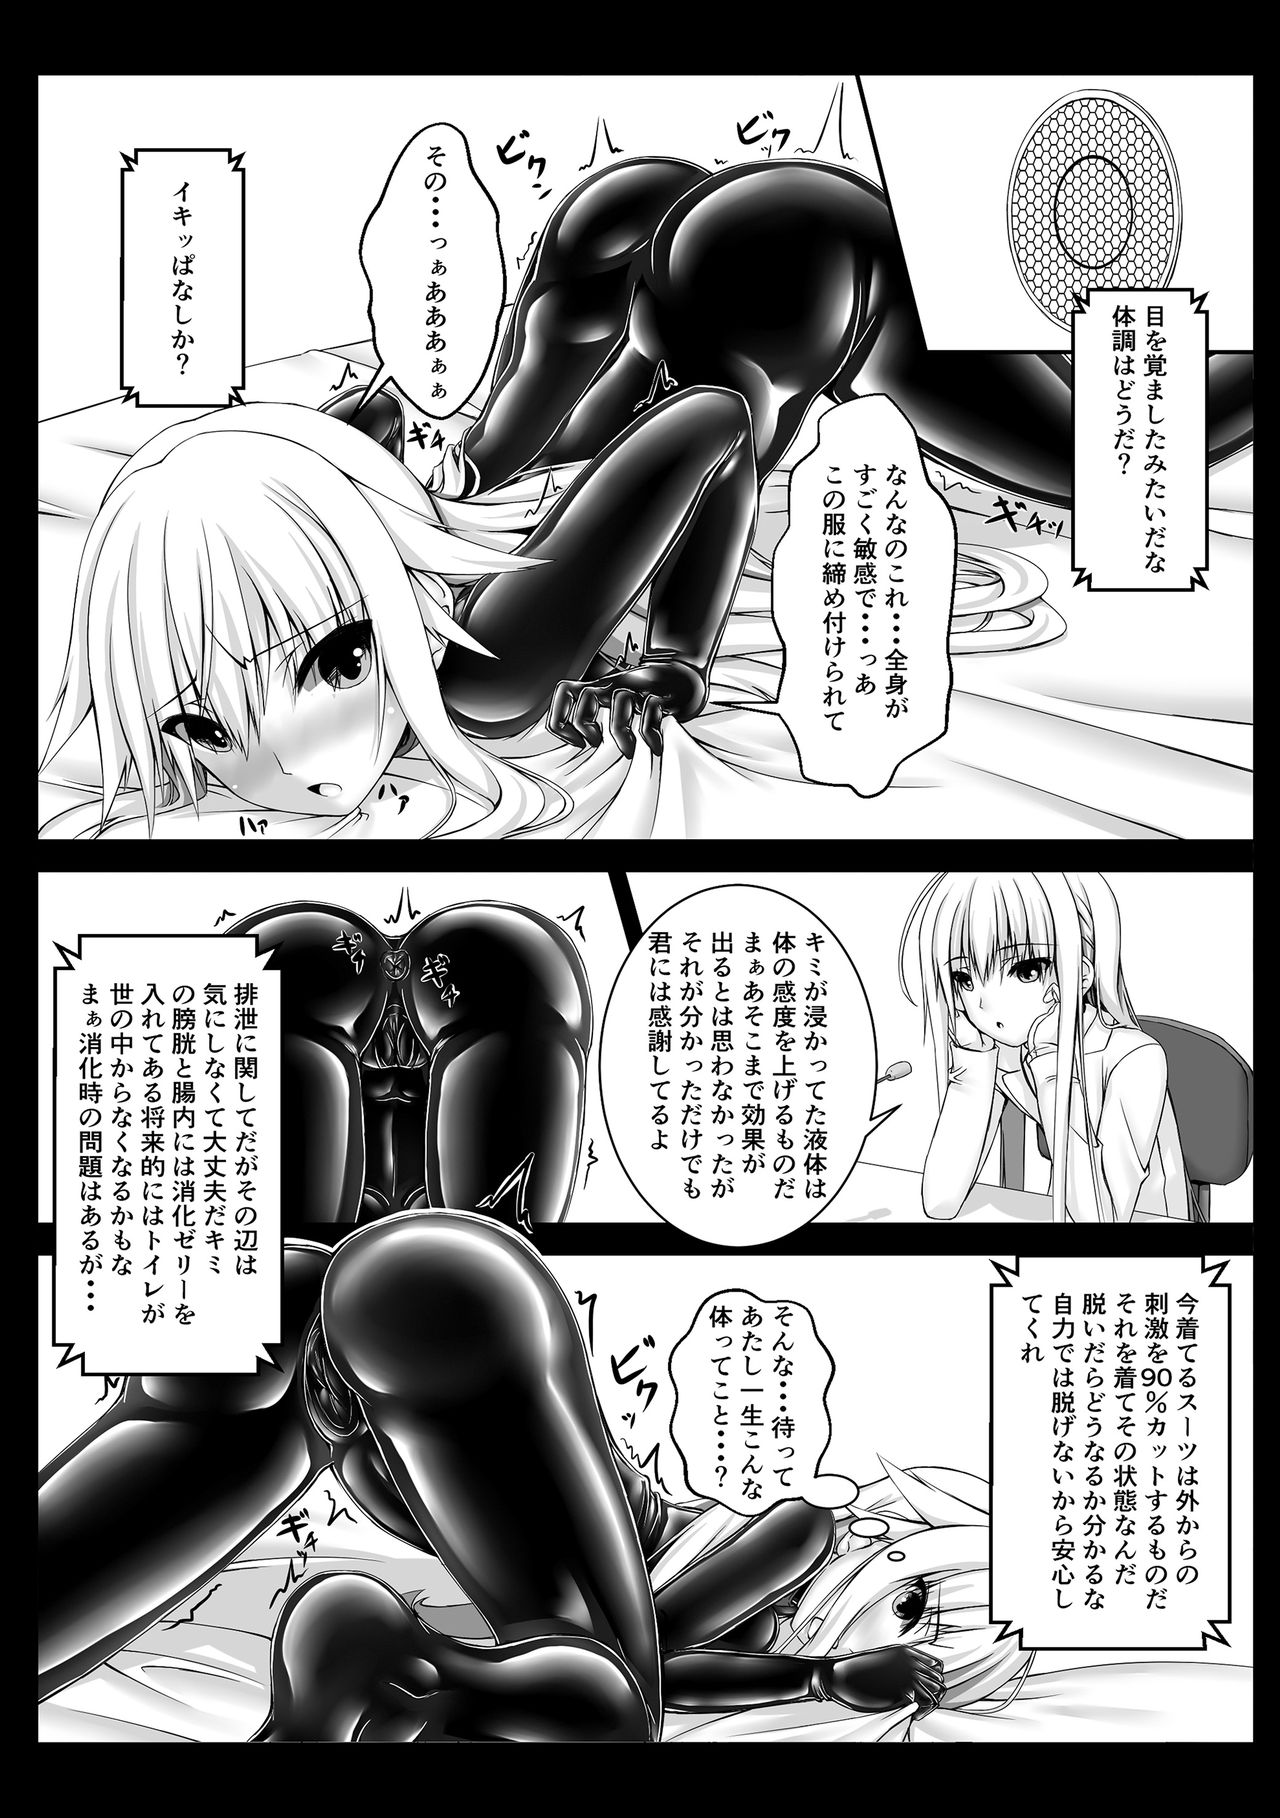 目を覚ましたみたいだな
体調はどうだ？
なんなのこれ・・・全身が
すごく敏感で・・・っあ
この服に締め付けられて
その・・・っぁあああぁぁ
イキッぱなしか？
ビクッ
ビクン
ギチ
ギチッ
ギチ
ハァ
ハァ
キミが浸かってた液体は
体の感度を上げるものだ
まぁあそこまで効果が
出るとは思わなかったが
それが分かっただけでも
君には感謝してるよ
排泄に関してだがその辺は
気にしなくて大丈夫だキミ
の膀胱と腸内には消化ゼリーを
入れてある将来的にはトイレが
世の中からなくなるかもな
まぁ消化時の問題はあるが・・・
ギチ
ギチ
今着てるスーツは外からの
刺激を90％カットするものだ
それを着てその状態なんだ
脱いだらどうなるか分かるな
自力では脱げないから安心し
てくれ
そんな・・・待って
あたし一生こんな
体ってこと・・・？
ビクッ
ギチ
ギチ